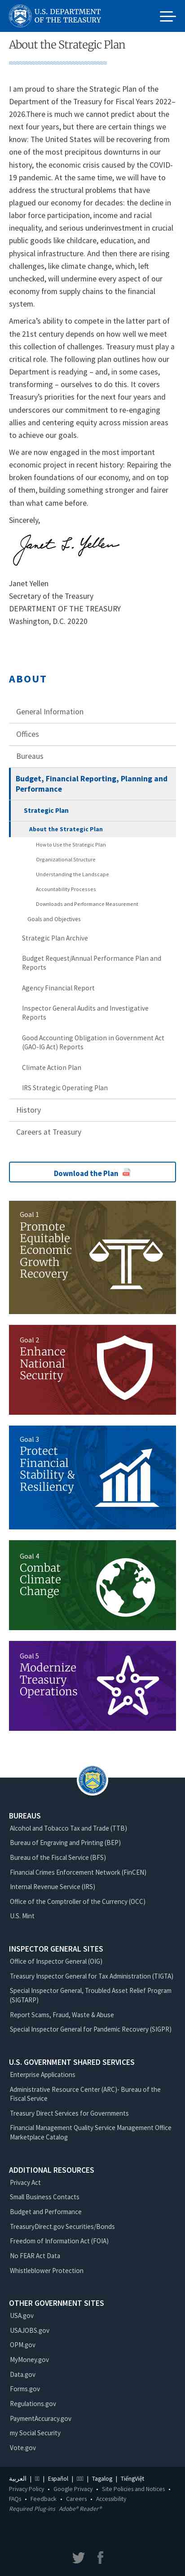 U.S. DEPARTMENT
OF THE TREASURY
About the Strategic Plan
I am proud to share the Strategic Plan of the
Department of the Treasury for Fiscal Years 2022–
2026.There is much we cannot predict about the
next four years, but there are certain things we
know: The United States will be recovering from
one of the most precipitous downturns in our
history, the economic crisis caused by the COVID-
19 pandemic. At the same time, we will have to
address the structural problems that have
plagued our economy for decades: declining
labor participation, income and racial
inequality, and serious underinvestment in crucial
public goods like childcare, education, and
physical infrastructure. And then there are rising
challenges, like climate change, which, left
unchecked, will undermine every aspect of our
economy from supply chains to the financial
system.
America’s ability to compete in the latter part of
the 21st century depends on how well we meet
this collection of challenges. Treasury must play a
critical role. The following plan outlines how our
Department is readying – and, in some cases,
transforming – ourselves to do this. It covers
Treasury’s priorities for the next four years and
underscores our commitment to re-engaging
allies and centering equity across mission areas
at everything our goals.
We are now engaged in the most important
economic project in recent history: Repairing the
broken foundations of our economy, and on top
of them, building something stronger and fairer
than what came before.
Sincerely,
Janet L. Yellen
Janet Yellen
Secretary of the Treasury
DEPARTMENT OF THE TREASURY
Washington, D.C. 20220
ABOUT
General Information
Offices
Bureaus
Budget, Financial Reporting, Planning and
Performance
Strategic Plan
About the Strategic Plan
How to Use the Strategic Plan
Organizational Structure
Understanding the Landscape
Accountability Processes
Downloads and Performance Measurement
Goals and Objectives
Strategic Plan Archive
Budget Request/Annual Performance Plan and
Reports
Agency Financial Report
Inspector General Audits and Investigative
Reports
Good Accounting Obligation in Government Act
(GAO-IG Act) Reports
Climate Action Plan
IRS Strategic Operating Plan
History
Careers at Treasury
Download the Plan
Goal 1
Promote
Equitable
Economic
Growth
Recovery
Goal 2
Enhance
National
Security
Goal 3
Protect
Financial
Stability &
Resiliency
Goal 4
Combat
Climate
Change
Goal 5
Modernize
Treasury
Operations
BUREAUS
Alcohol and Tobacco Tax and Trade (TTB)
Bureau of Engraving and Printing (BEP)
Bureau of the Fiscal Service (BFS)
Financial Crimes Enforcement Network (FinCEN)
Internal Revenue Service (IRS)
Office of the Comptroller of the Currency (OCC)
U.S. Mint
INSPECTOR GENERAL SITES
Office of Inspector General (OIG)
Treasury Inspector General for Tax Administration (TIGTA)
Special Inspector General, Troubled Asset Relief Program
(SIGTARP)
Report Scams, Fraud, Waste & Abuse
Special Inspector General for Pandemic Recovery (SIGPR)
U.S. GOVERNMENT SHARED SERVICES
Enterprise Applications
Administrative Resource Center (ARC)- Bureau of the
Fiscal Service
Treasury Direct Services for Governments
Financial Management Quality Service Management Office
Marketplace Catalog
ADDITIONAL RESOURCES
Privacy Act
Small Business Contacts
Budget and Performance
TreasuryDirect.gov Securities/Bonds
Freedom of Information Act (FOIA)
No FEAR Act Data
Whistleblower Protection
OTHER GOVERNMENT SITES
USA.gov
USAJOBS.gov
OPM.gov
MyMoney.gov
Data.gov
Forms.gov
Regulations.gov
PaymentAccuracy.gov
my Social Security
Vote.gov
العربية | | Español | | Tagalog | TiếngViệt
Privacy Policy • Google Privacy • Site Policies and Notices •
FAQs • Feedback • Careers • Accessibility
Required Plug-ins Adobe® Reader®